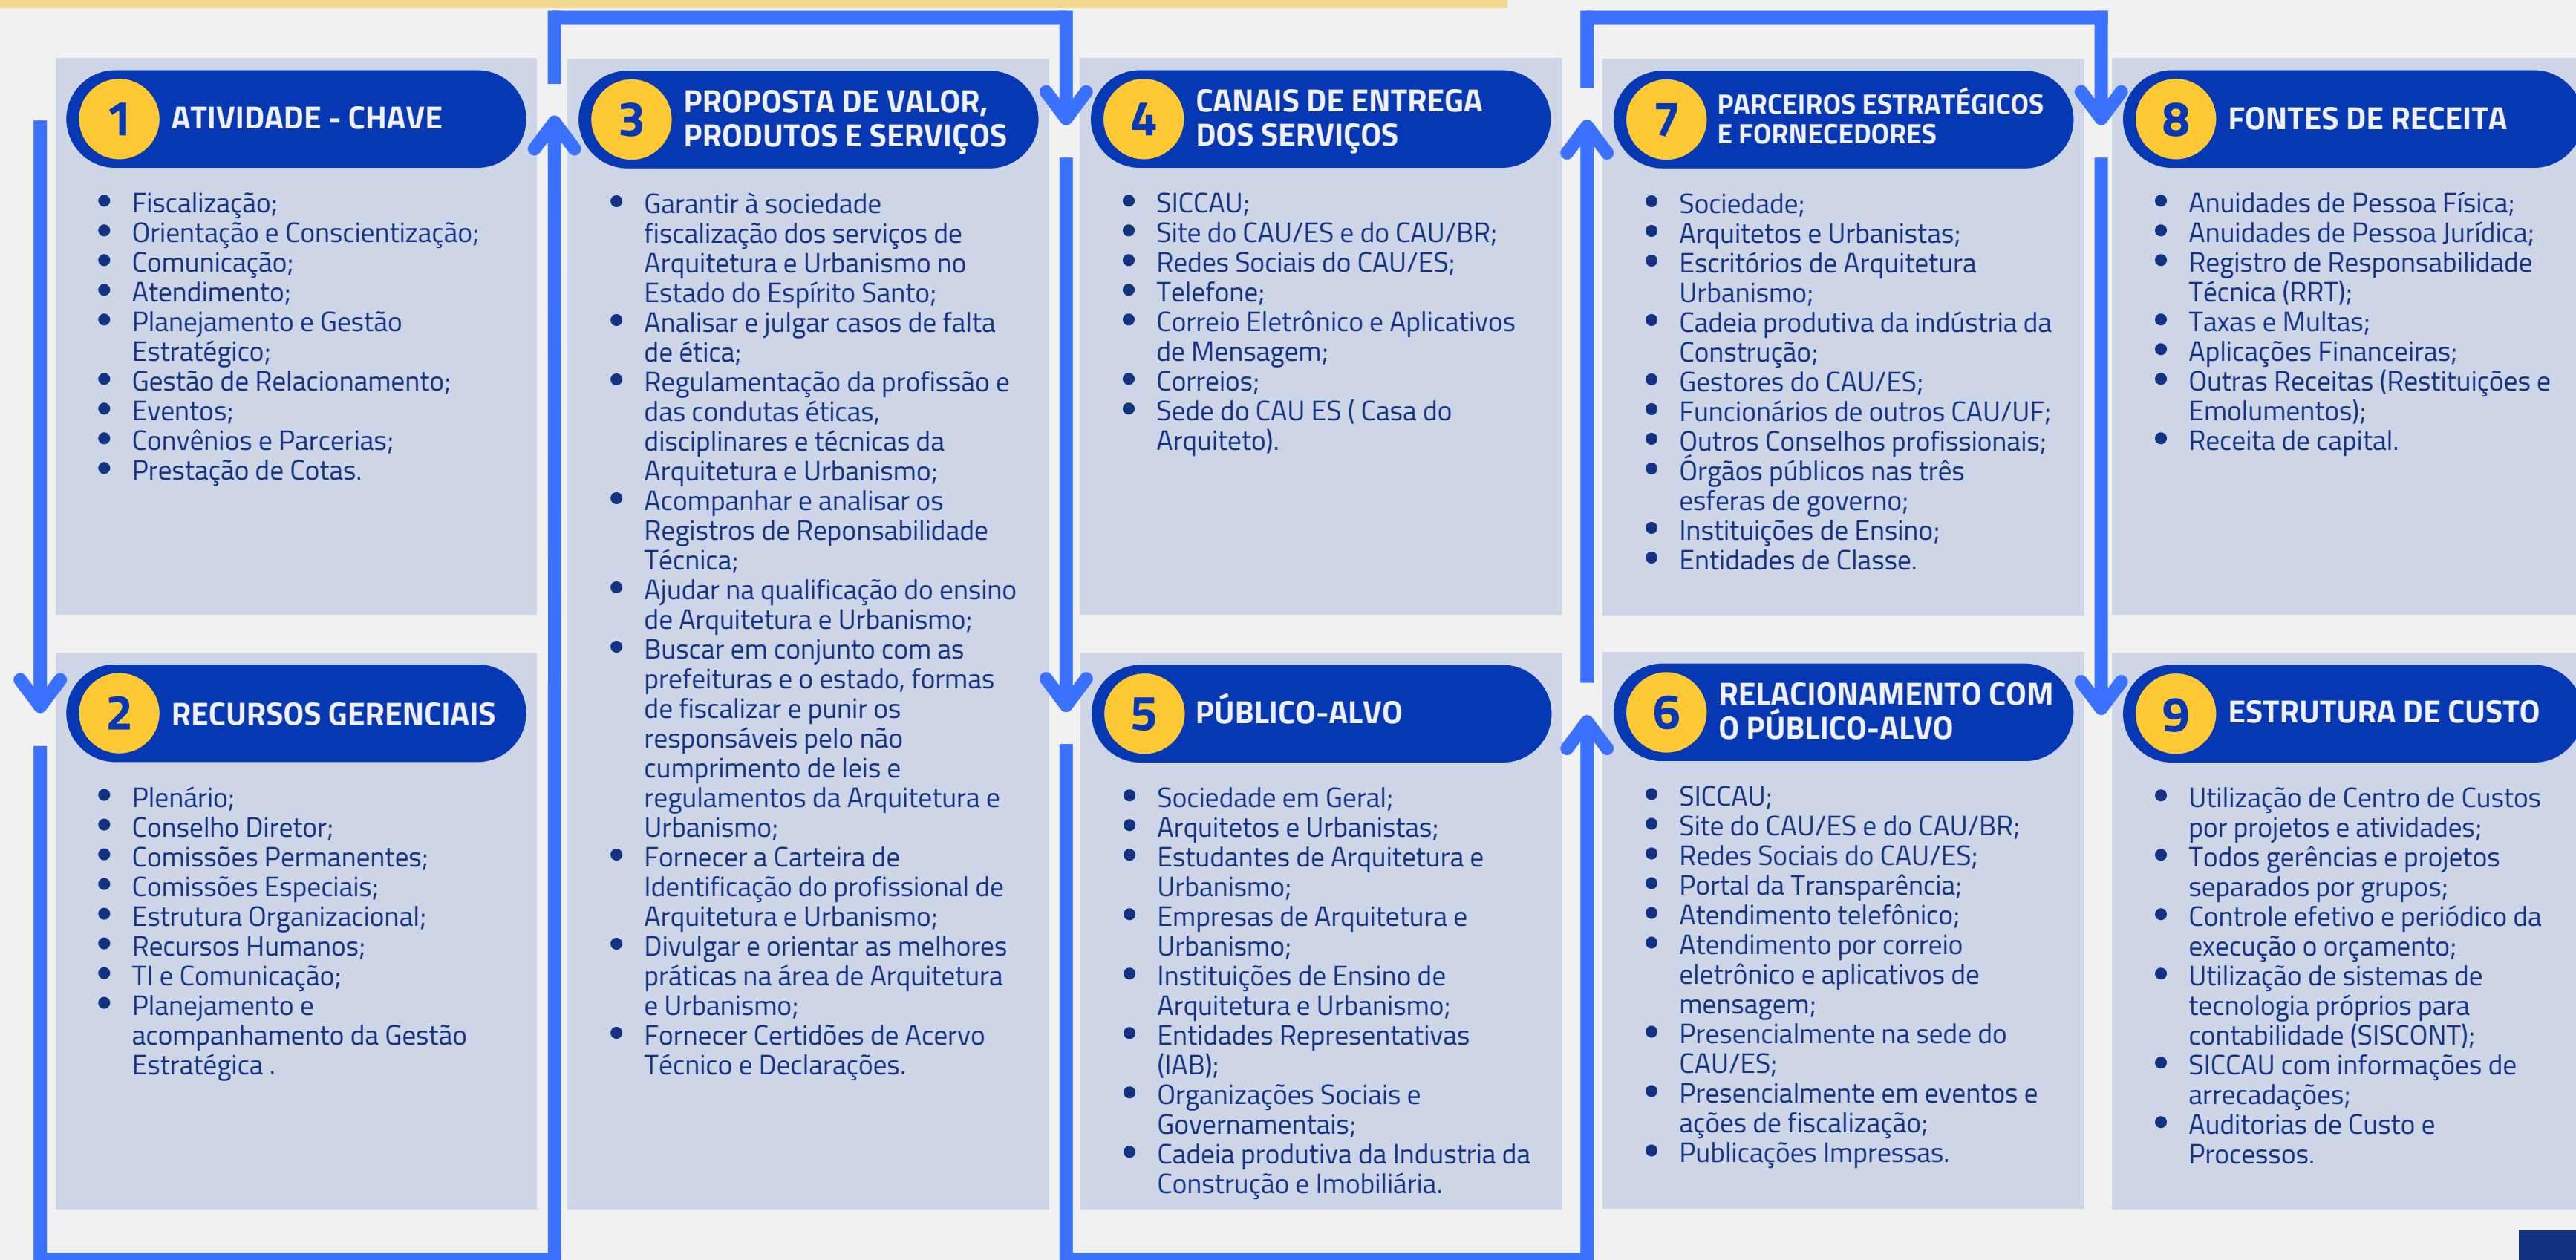 1
ATIVIDADE - CHAVE
Fiscalização;
Orientação e Conscientização;
Comunicação;
Atendimento;
Planejamento e Gestão
Estratégico;
Gestão de Relacionamento;
Eventos;
Convênios e Parcerias;
Prestação de Cotas.
2
RECURSOS GERENCIAIS
Plenário;
Conselho Diretor;
Comissões Permanentes;
Comissões Especiais;
Estrutura Organizacional;
Recursos Humanos;
TI e Comunicação;
Planejamento e
acompanhamento da Gestão
Estratégica .
3
PROPOSTA DE VALOR,
PRODUTOS E SERVIÇOS
Garantir à sociedade
fiscalização dos serviços de
Arquitetura e Urbanismo no
Estado do Espírito Santo;
Analisar e julgar casos de falta
de ética;
Regulamentação da profissão e
das condutas éticas,
disciplinares e técnicas da
Arquitetura e Urbanismo;
Acompanhar e analisar os
Registros de Reponsabilidade
Técnica;
Ajudar na qualificação do ensino
de Arquitetura e Urbanismo;
Buscar em conjunto com as
prefeituras e o estado, formas
de fiscalizar e punir os
responsáveis pelo não
cumprimento de leis e
regulamentos da Arquitetura e
Urbanismo;
Fornecer a Carteira de
Identificação do profissional de
Arquitetura e Urbanismo;
Divulgar e orientar as melhores
práticas na área de Arquitetura
e Urbanismo;
Fornecer Certidões de Acervo
Técnico e Declarações.
4
CANAIS DE ENTREGA
DOS SERVIÇOS
SICCAU;
Site do CAU/ES e do CAU/BR;
Redes Sociais do CAU/ES;
Telefone;
Correio Eletrônico e Aplicativos
de Mensagem;
Correios;
Sede do CAU ES ( Casa do
Arquiteto).
5
PÚBLICO-ALVO
Sociedade em Geral;
Arquitetos e Urbanistas;
Estudantes de Arquitetura e
Urbanismo;
Empresas de Arquitetura e
Urbanismo;
Instituições de Ensino de
Arquitetura e Urbanismo;
Entidades Representativas
(IAB);
Organizações Sociais e
Governamentais;
Cadeia produtiva da Industria da
Construção e Imobiliária.
6
RELACIONAMENTO COM
O PÚBLICO-ALVO
SICCAU;
Site do CAU/ES e do CAU/BR;
Redes Sociais do CAU/ES;
Portal da Transparência;
Atendimento telefônico;
Atendimento por correio
eletrônico e aplicativos de
mensagem;
Presencialmente na sede do
CAU/ES;
Presencialmente em eventos e
ações de fiscalização;
Publicações Impressas.
7
PARCEIROS ESTRATÉGICOS
E FORNECEDORES
Sociedade;
Arquitetos e Urbanistas;
Escritórios de Arquitetura
Urbanismo;
Cadeia produtiva da indústria da
Construção;
Gestores do CAU/ES;
Funcionários de outros CAU/UF;
Outros Conselhos profissionais;
Órgãos públicos nas três
esferas de governo;
Instituições de Ensino;
Entidades de Classe.
8
FONTES DE RECEITA
Anuidades de Pessoa Física;
Anuidades de Pessoa Jurídica;
Registro de Responsabilidade
Técnica (RRT);
Taxas e Multas;
Aplicações Financeiras;
Outras Receitas (Restituições e
Emolumentos);
Receita de capital.
9
ESTRUTURA DE CUSTO
Utilização de Centro de Custos
por projetos e atividades;
Todos gerências e projetos
separados por grupos;
Controle efetivo e periódico da
execução o orçamento;
Utilização de sistemas de
tecnologia próprios para
contabilidade (SISCONT);
SICCAU com informações de
arrecadações;
Auditorias de Custo e
Processos.